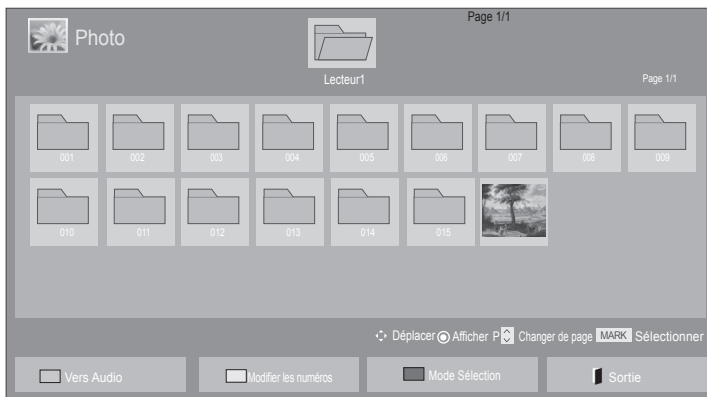 Page 1/1
Photo
Lecteur1
Page 1/1
001 002 003 004 005 006 007 008 009
010 011 012 013 014 015
Déplacer Afficher P Changer de page MARK Sélectionner
Vers Audio Modifier les numéros Mode Sélection Sortie